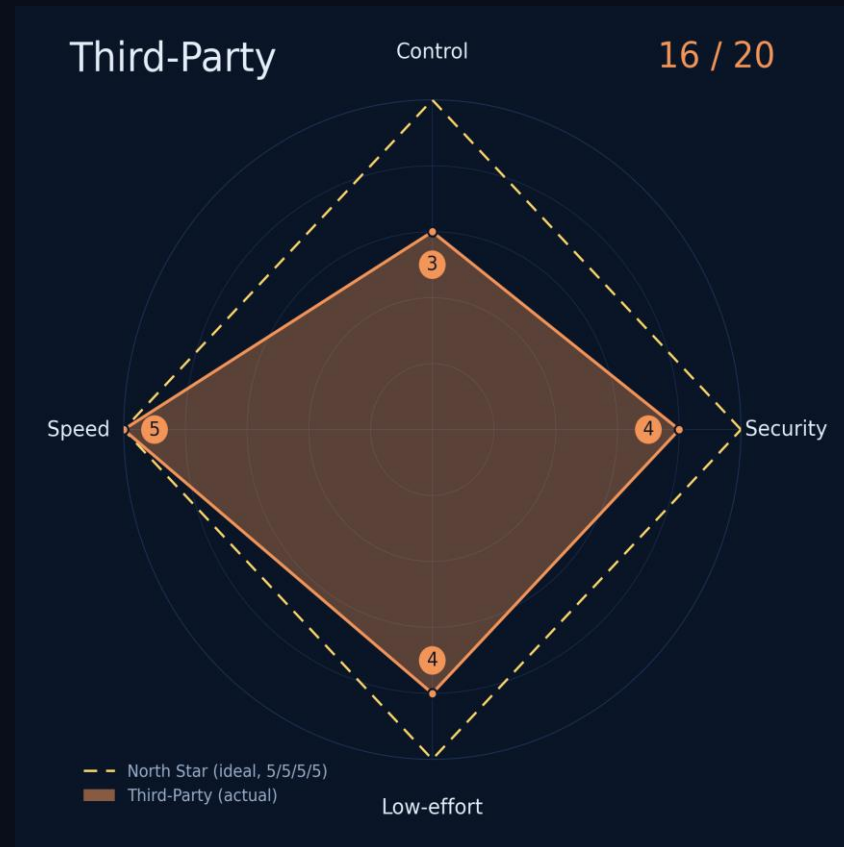 Third-Party
Control
16 / 20
3
Speed
5
4
Security
4
North Star (ideal, 5/5/5/5)
Third-Party (actual)
Low-effort